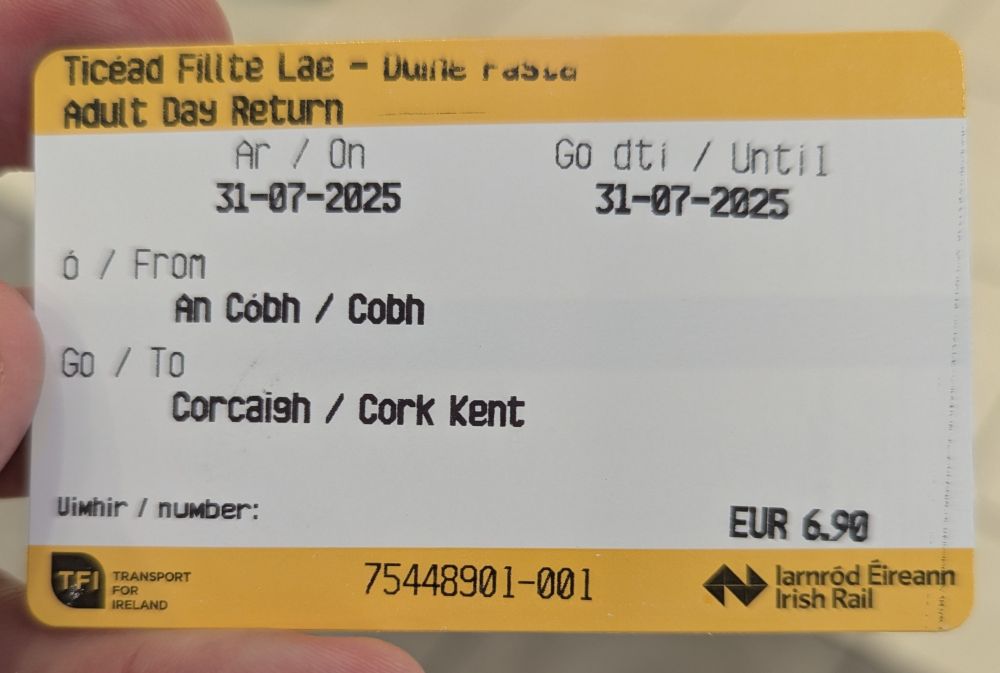 Ticéad Fillte Lae - Duine Fásta
Adult Day Return
Ar / On
Go dtí / Until
31-07-2025
31-07-2025
ó / From
An Cóbh / Cobh
Go / To
Corcaigh / Cork Kent
Uimhir / number:
EUR 6.90
TFI TRANSPORT
FOR
IRELAND
75448901-001
Iarnród Éireann
Irish Rail